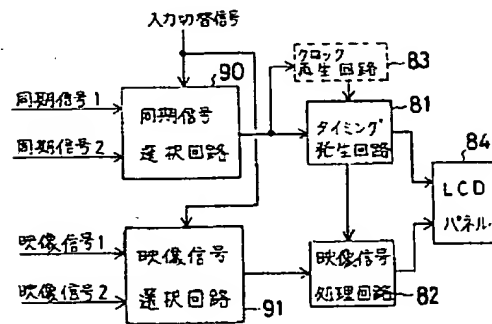 入力切替信号
90
同期信号1
同期信号2
同期信号
選択回路
クロック
再生回路
83
81
タイミング
発生回路
84
LCD
パネル
映像信号1
映像信号2
映像信号
選択回路
91
映像信号
処理回路
82